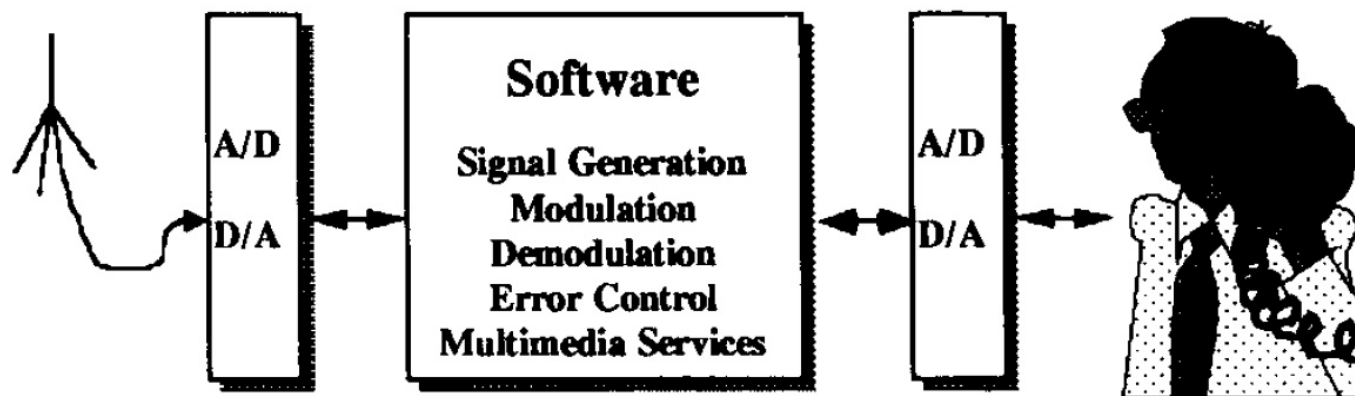 A/D
D/A
Software
Signal Generation
Modulation
Demodulation
Error Control
Multimedia Services
A/D
D/A